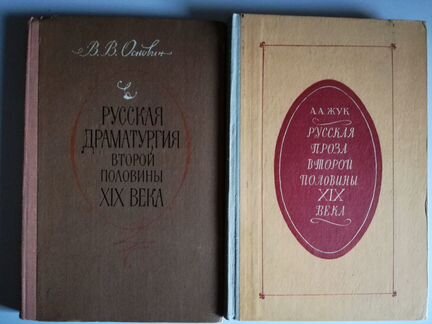 В. В. Основин
РУССКАЯ
ДРАМАТУРГИЯ
ВТОРОЙ
ПОЛОВИНЫ
XIX ВЕКА
А.А. ЖУК
РУССКАЯ
ПРОЗА
ВТОРОЙ
ПОЛОВИНЫ
XIX
ВЕКА